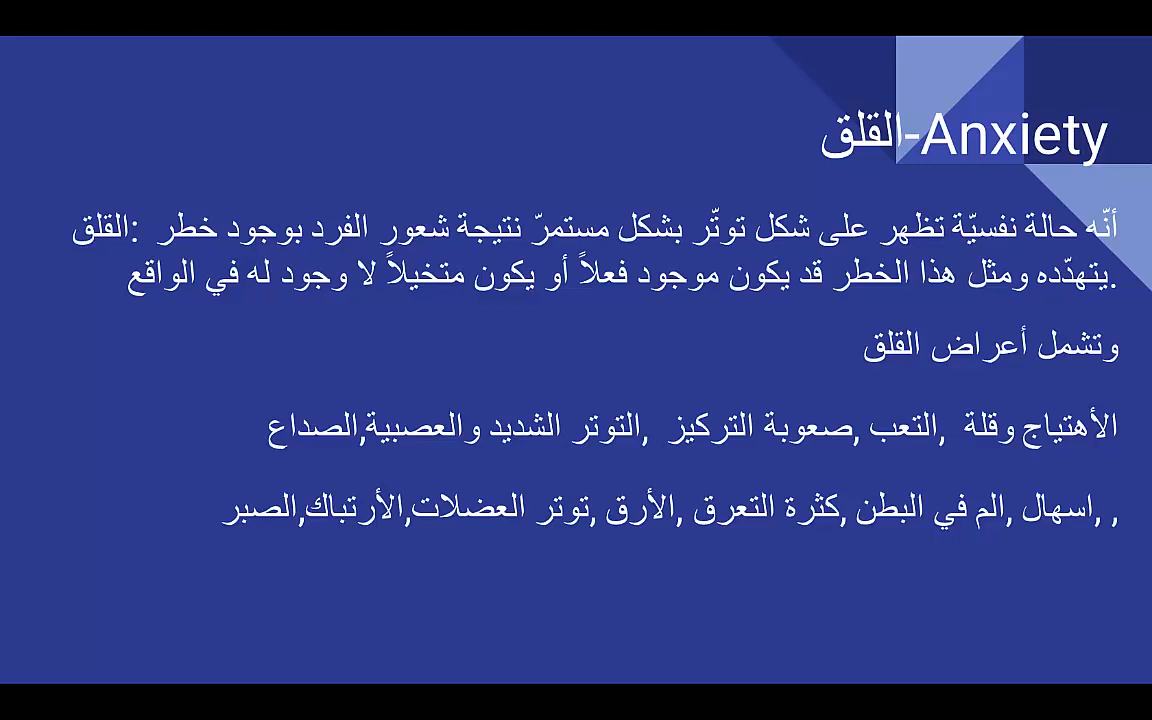 القلق-Anxiety
أنّه حالة نفسيّة تظهر على شكل توتّر بشكل مستمرّ نتيجة شعور الفرد بوجود خطر :القلق
.يتهدّده ومثل هذا الخطر قد يكون موجود فعلاً أو يكون متخيلاً لا وجود له في الواقع
وتشمل أعراض القلق
الأهتياج وقلة ,التعب ,صعوبة التركيز ,التوتر الشديد والعصبية,الصداع
, ,اسهال ,الم في البطن ,كثرة التعرق ,الأرق ,توتر العضلات,الأرتباك,الصبر